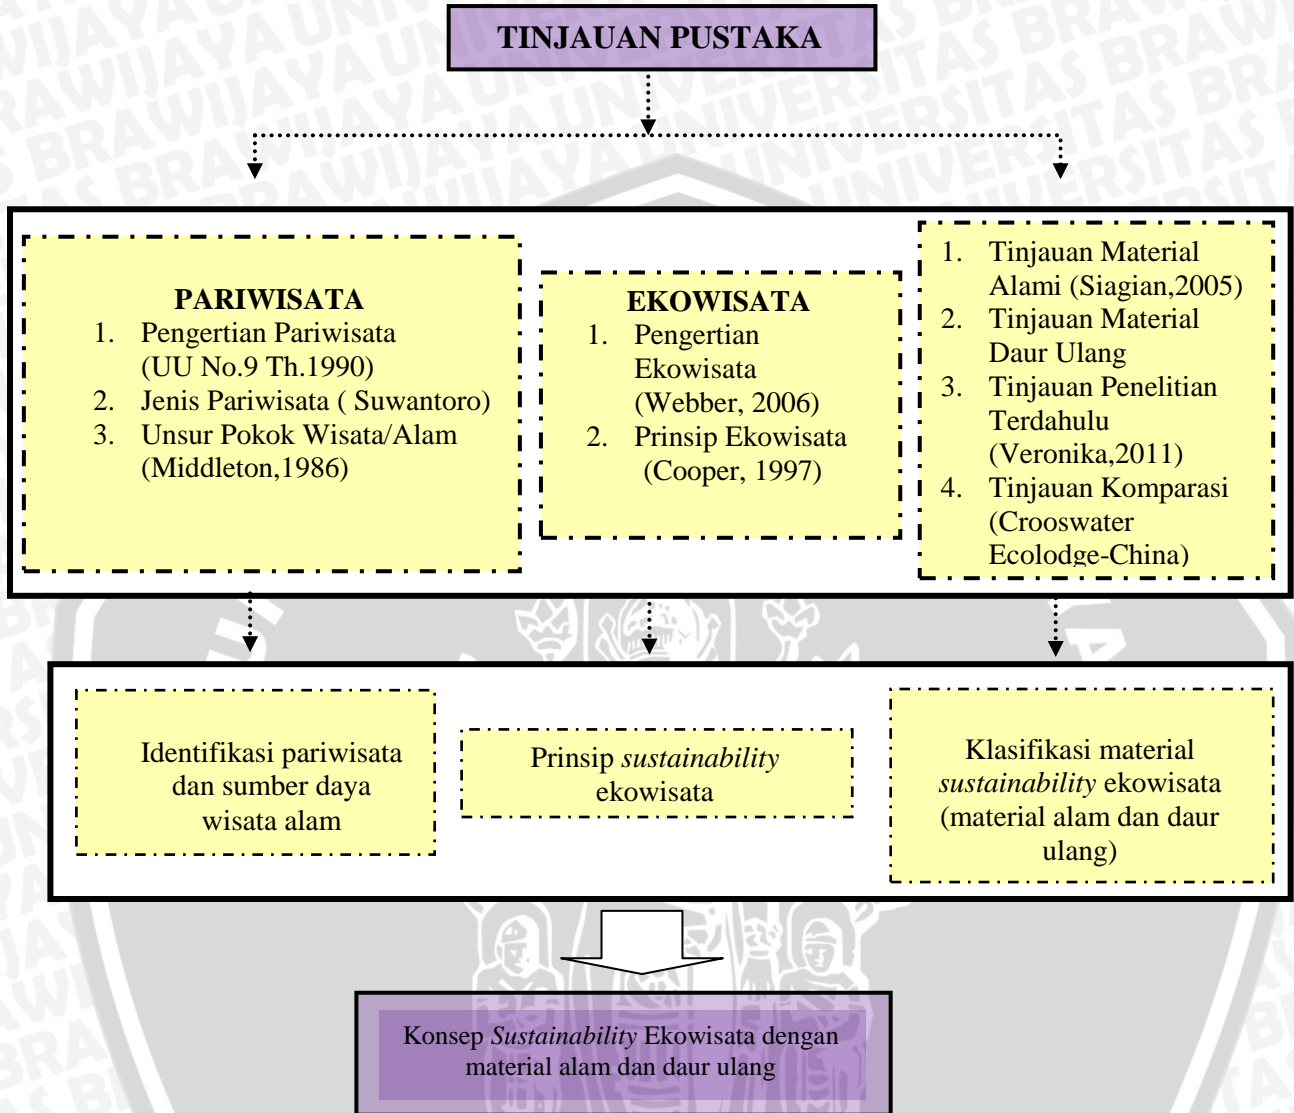 TINJAUAN PUSTAKA
PARIWISATA
1. Pengertian Pariwisata
(UU No.9 Th.1990)
2. Jenis Pariwisata ( Suwantoro)
3. Unsur Pokok Wisata/Alam
(Middleton,1986)
EKOWISATA
1. Pengertian
Ekowisata
(Webber, 2006)
2. Prinsip Ekowisata
(Cooper, 1997)
1. Tinjauan Material
Alami (Siagian,2005)
2. Tinjauan Material
Daur Ulang
3. Tinjauan Penelitian
Terdahulu
(Veronika,2011)
4. Tinjauan Komparasi
(Crooswater
Ecolodge-China)
Identifikasi pariwisata
dan sumber daya
wisata alam
Prinsip sustainability
ekowisata
Klasifikasi material
sustainability ekowisata
(material alam dan daur
ulang)
Konsep Sustainability Ekowisata dengan
material alam dan daur ulang